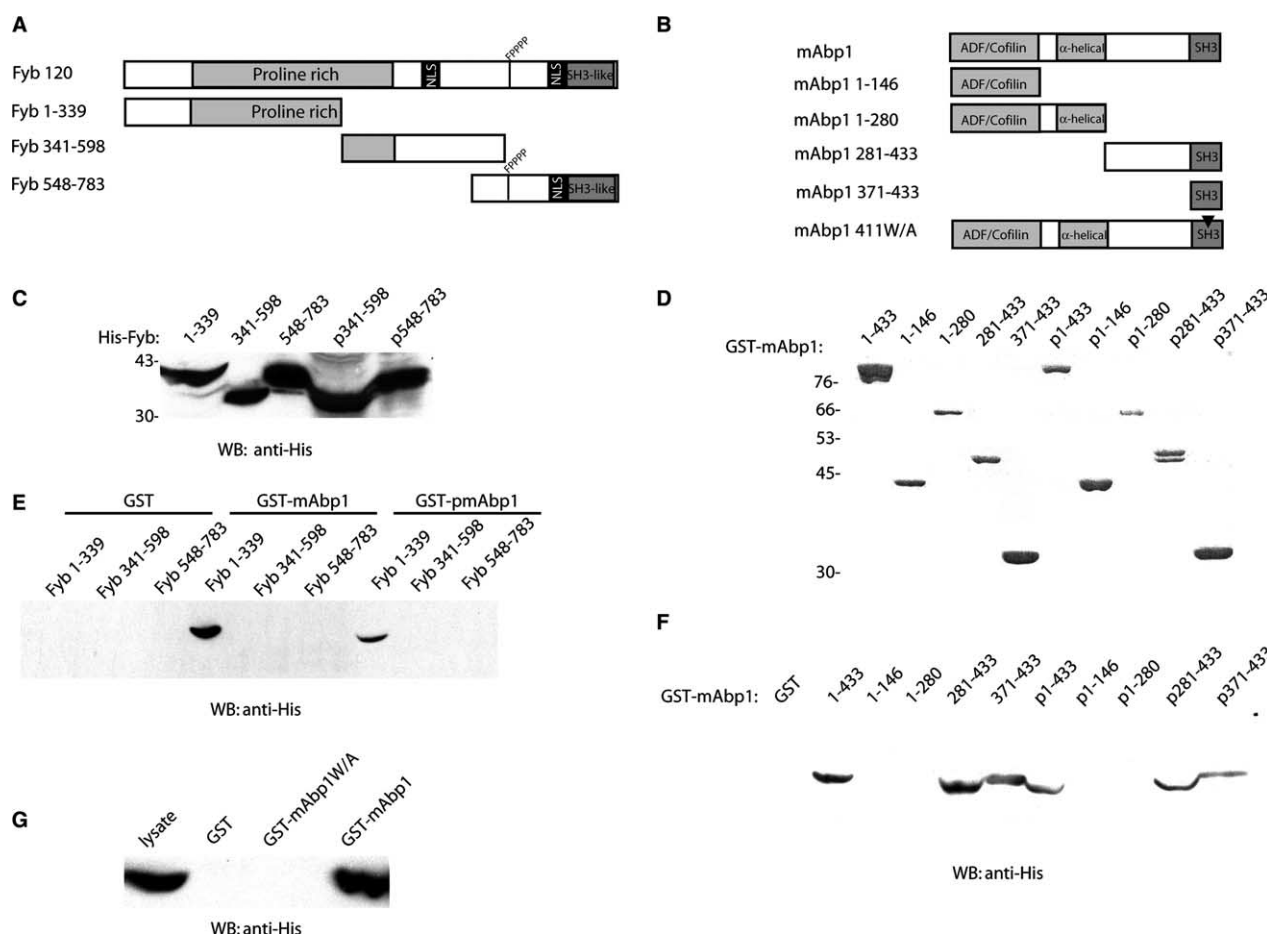 A
Fyb 120
Proline rich
NLS
FPPPP
NLS
SH3-like
Fyb 1-339
Proline rich
Fyb 341-598
Fyb 548-783
FPPPP
NLS
SH3-like
B
mAbp1
ADF/Cofilin
α-helical
SH3
mAbp1 1-146
ADF/Cofilin
mAbp1 1-280
ADF/Cofilin
α-helical
mAbp1 281-433
SH3
mAbp1 371-433
SH3
mAbp1 411W/A
ADF/Cofilin
α-helical
SH3
C
His-Fyb:
1-339
341-598
548-783
p341-598
p548-783
43-
30-
WB: anti-His
D
GST-mAbp1:
1-433
1-146
1-280
281-433
371-433
p1-433
p1-146
p1-280
p281-433
p371-433
76-
66-
53-
45-
30-
E
GST
GST-mAbp1
GST-pmAbp1
Fyb 1-339
Fyb 341-598
Fyb 548-783
Fyb 1-339
Fyb 341-598
Fyb 548-783
Fyb 1-339
Fyb 341-598
Fyb 548-783
WB: anti-His
F
GST-mAbp1:
GST
1-433
1-146
1-280
281-433
371-433
p1-433
p1-146
p1-280
p281-433
p371-433
WB: anti-His
G
lysate
GST
GST-mAbp1W/A
GST-mAbp1
WB: anti-His